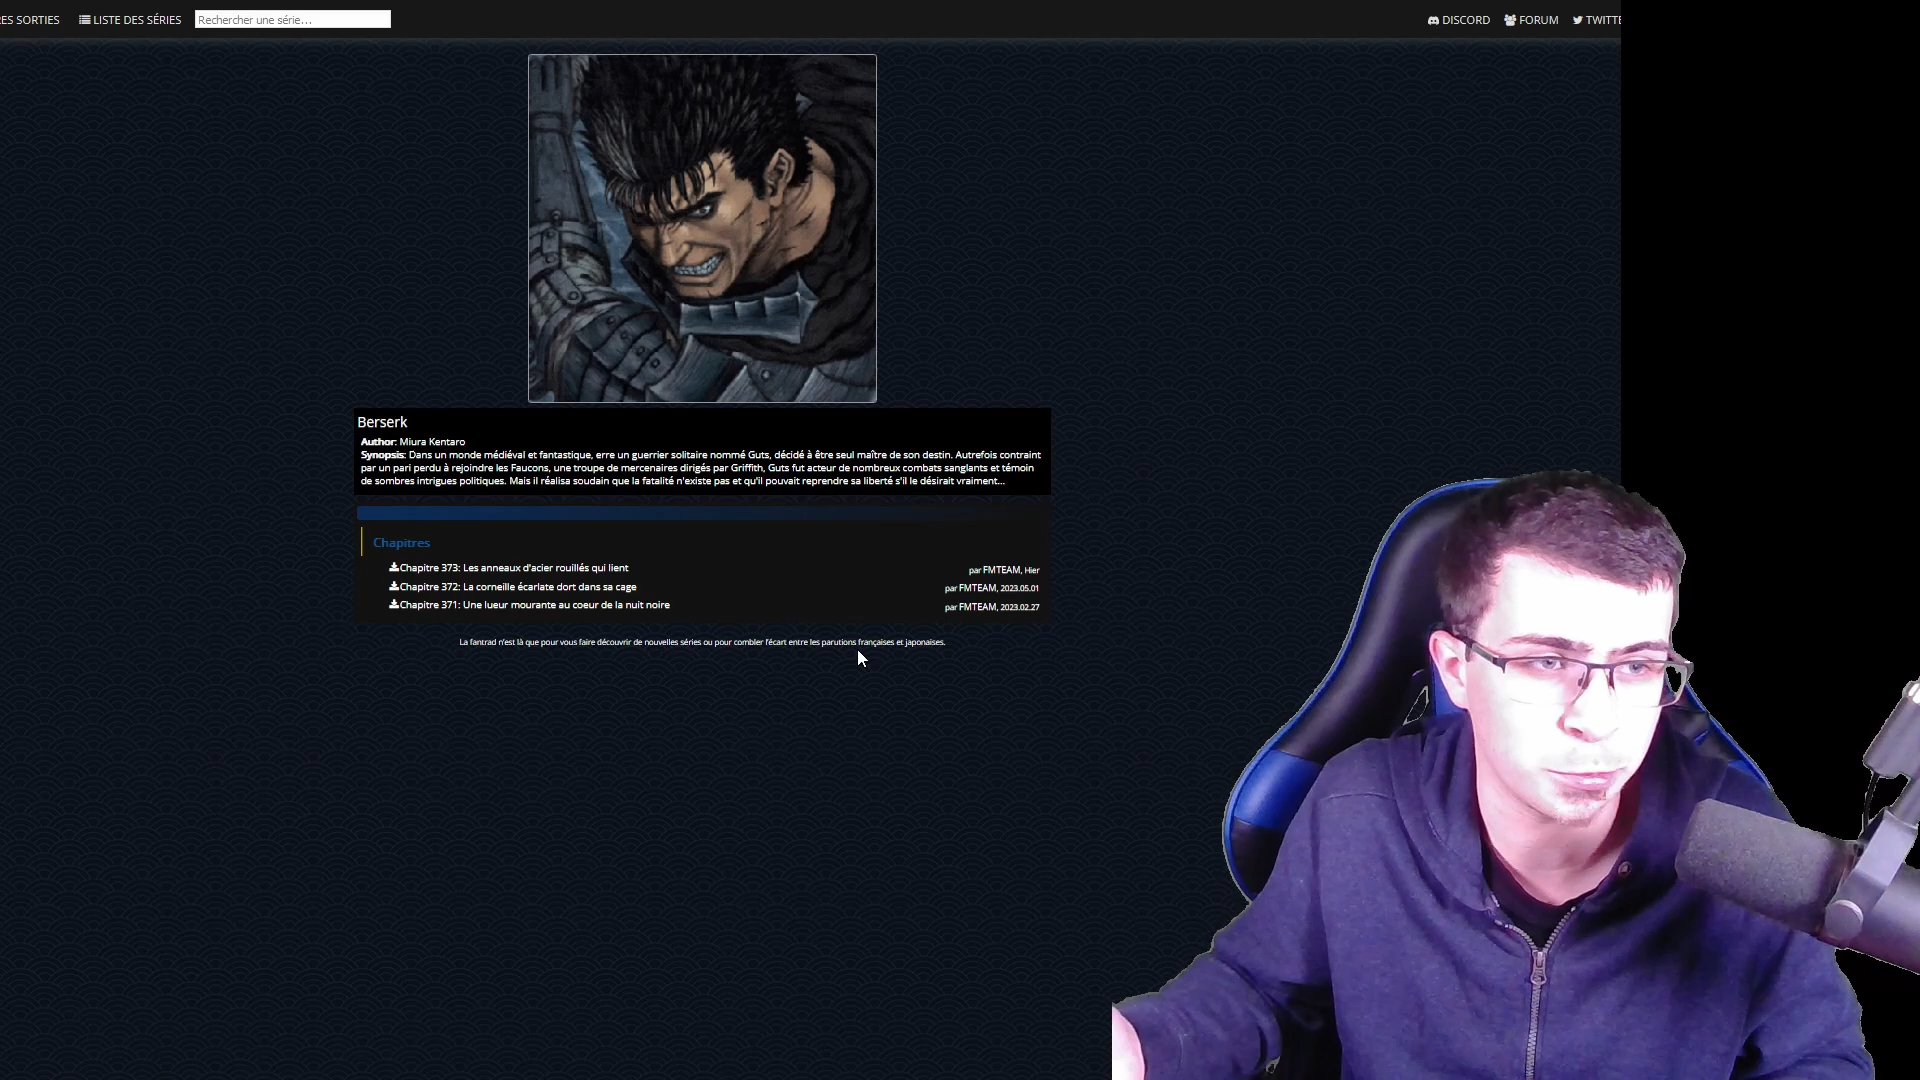 RES SORTIES LISTE DES SÉRIES Rechercher une série... DISCORD FORUM TWITTE
Berserk
Author: Miura Kentaro
Synopsis: Dans un monde médiéval et fantastique, erre un guerrier solitaire nommé Guts, décidé à être seul maître de son destin. Autrefois contraint
par un pari perdu à rejoindre les Faucons, une troupe de mercenaires dirigés par Griffith, Guts fut acteur de nombreux combats sanglants et témoin
de sombres intrigues politiques. Mais il réalisa soudain que la fatalité n'existe pas et qu'il pouvait reprendre sa liberté s'il le désirait vraiment...
Chapitres
Chapitre 373: Les anneaux d'acier rouillés qui lient par FMTEAM, Hier
Chapitre 372: La corneille écarlate dort dans sa cage par FMTEAM, 2023.05.01
Chapitre 371: Une lueur mourante au coeur de la nuit noire par FMTEAM, 2023.02.27
La fantrad n'est là que pour vous faire découvrir de nouvelles séries ou pour combler l'écart entre les parutions françaises et japonaises.